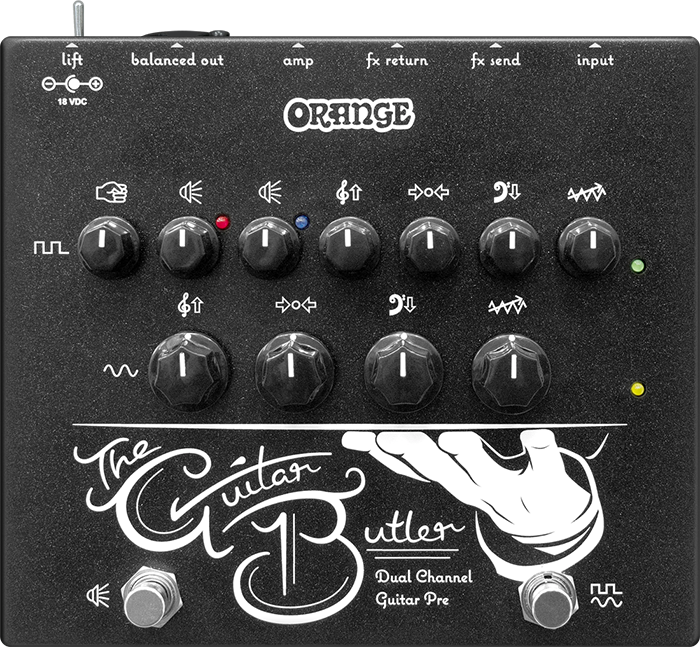 lift balanced out amp fx return fx send input
18 VDC
ORANGE
The Guitar
Butler
Dual Channel
Guitar Pre